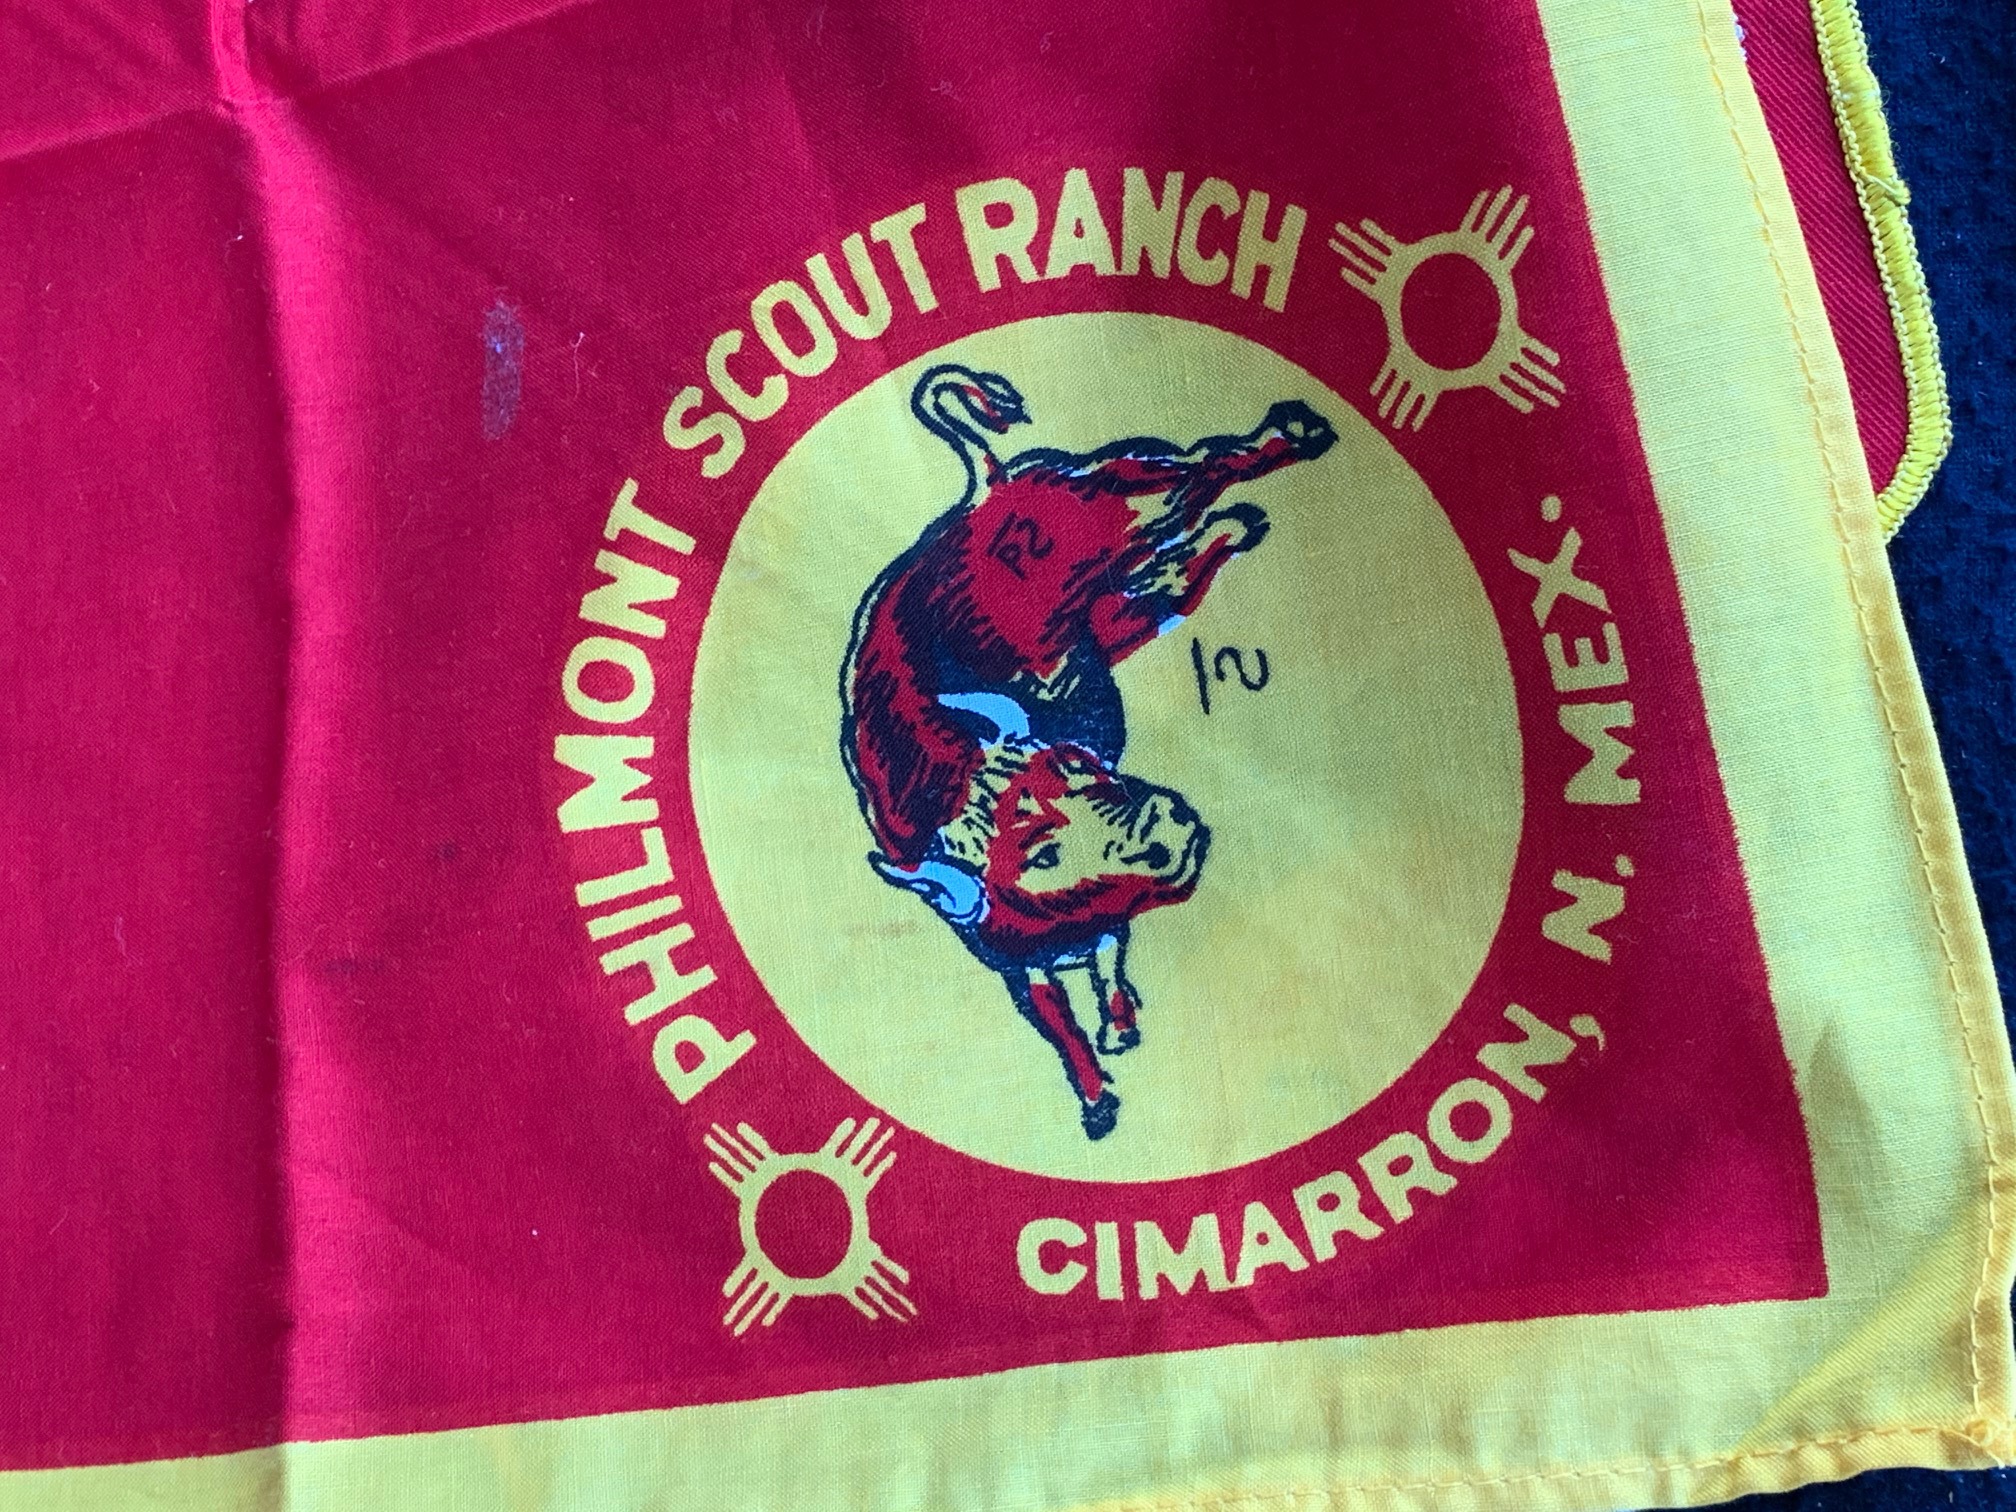 PHILMONT SCOUT RANCH
CIMARRON, N. MEX.